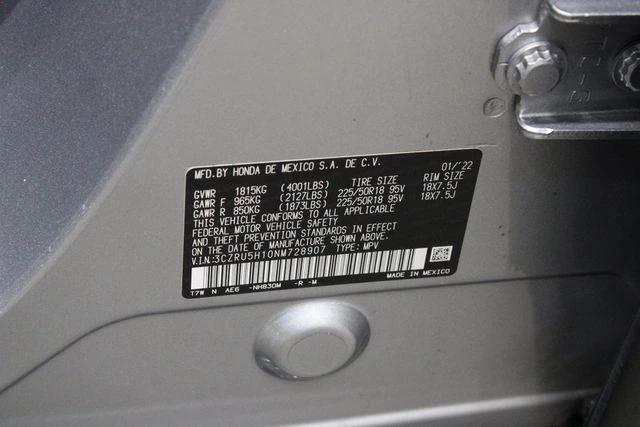 MFD.BY HONDA DE MEXICO S.A. DE C.V. 01/'22
GVWR 1815KG (4001LBS) TIRE SIZE RIM SIZE
GAWR F 965KG (2127LBS) 225/50R18 95V 18X7.5J
GAWR R 850KG (1873LBS) 225/50R18 95V 18X7.5J
THIS VEHICLE CONFORMS TO ALL APPLICABLE
FEDERAL MOTOR VEHICLE SAFETY
AND THEFT PREVENTION STANDARDS IN EFFECT
ON THE DATE OF MANUFACTURE SHOWN ABOVE.
V.I.N:3CZRU5H10NM728907 TYPE: MPV
MADE IN MEXICO
T7W N AE6 -NH830M -R -M